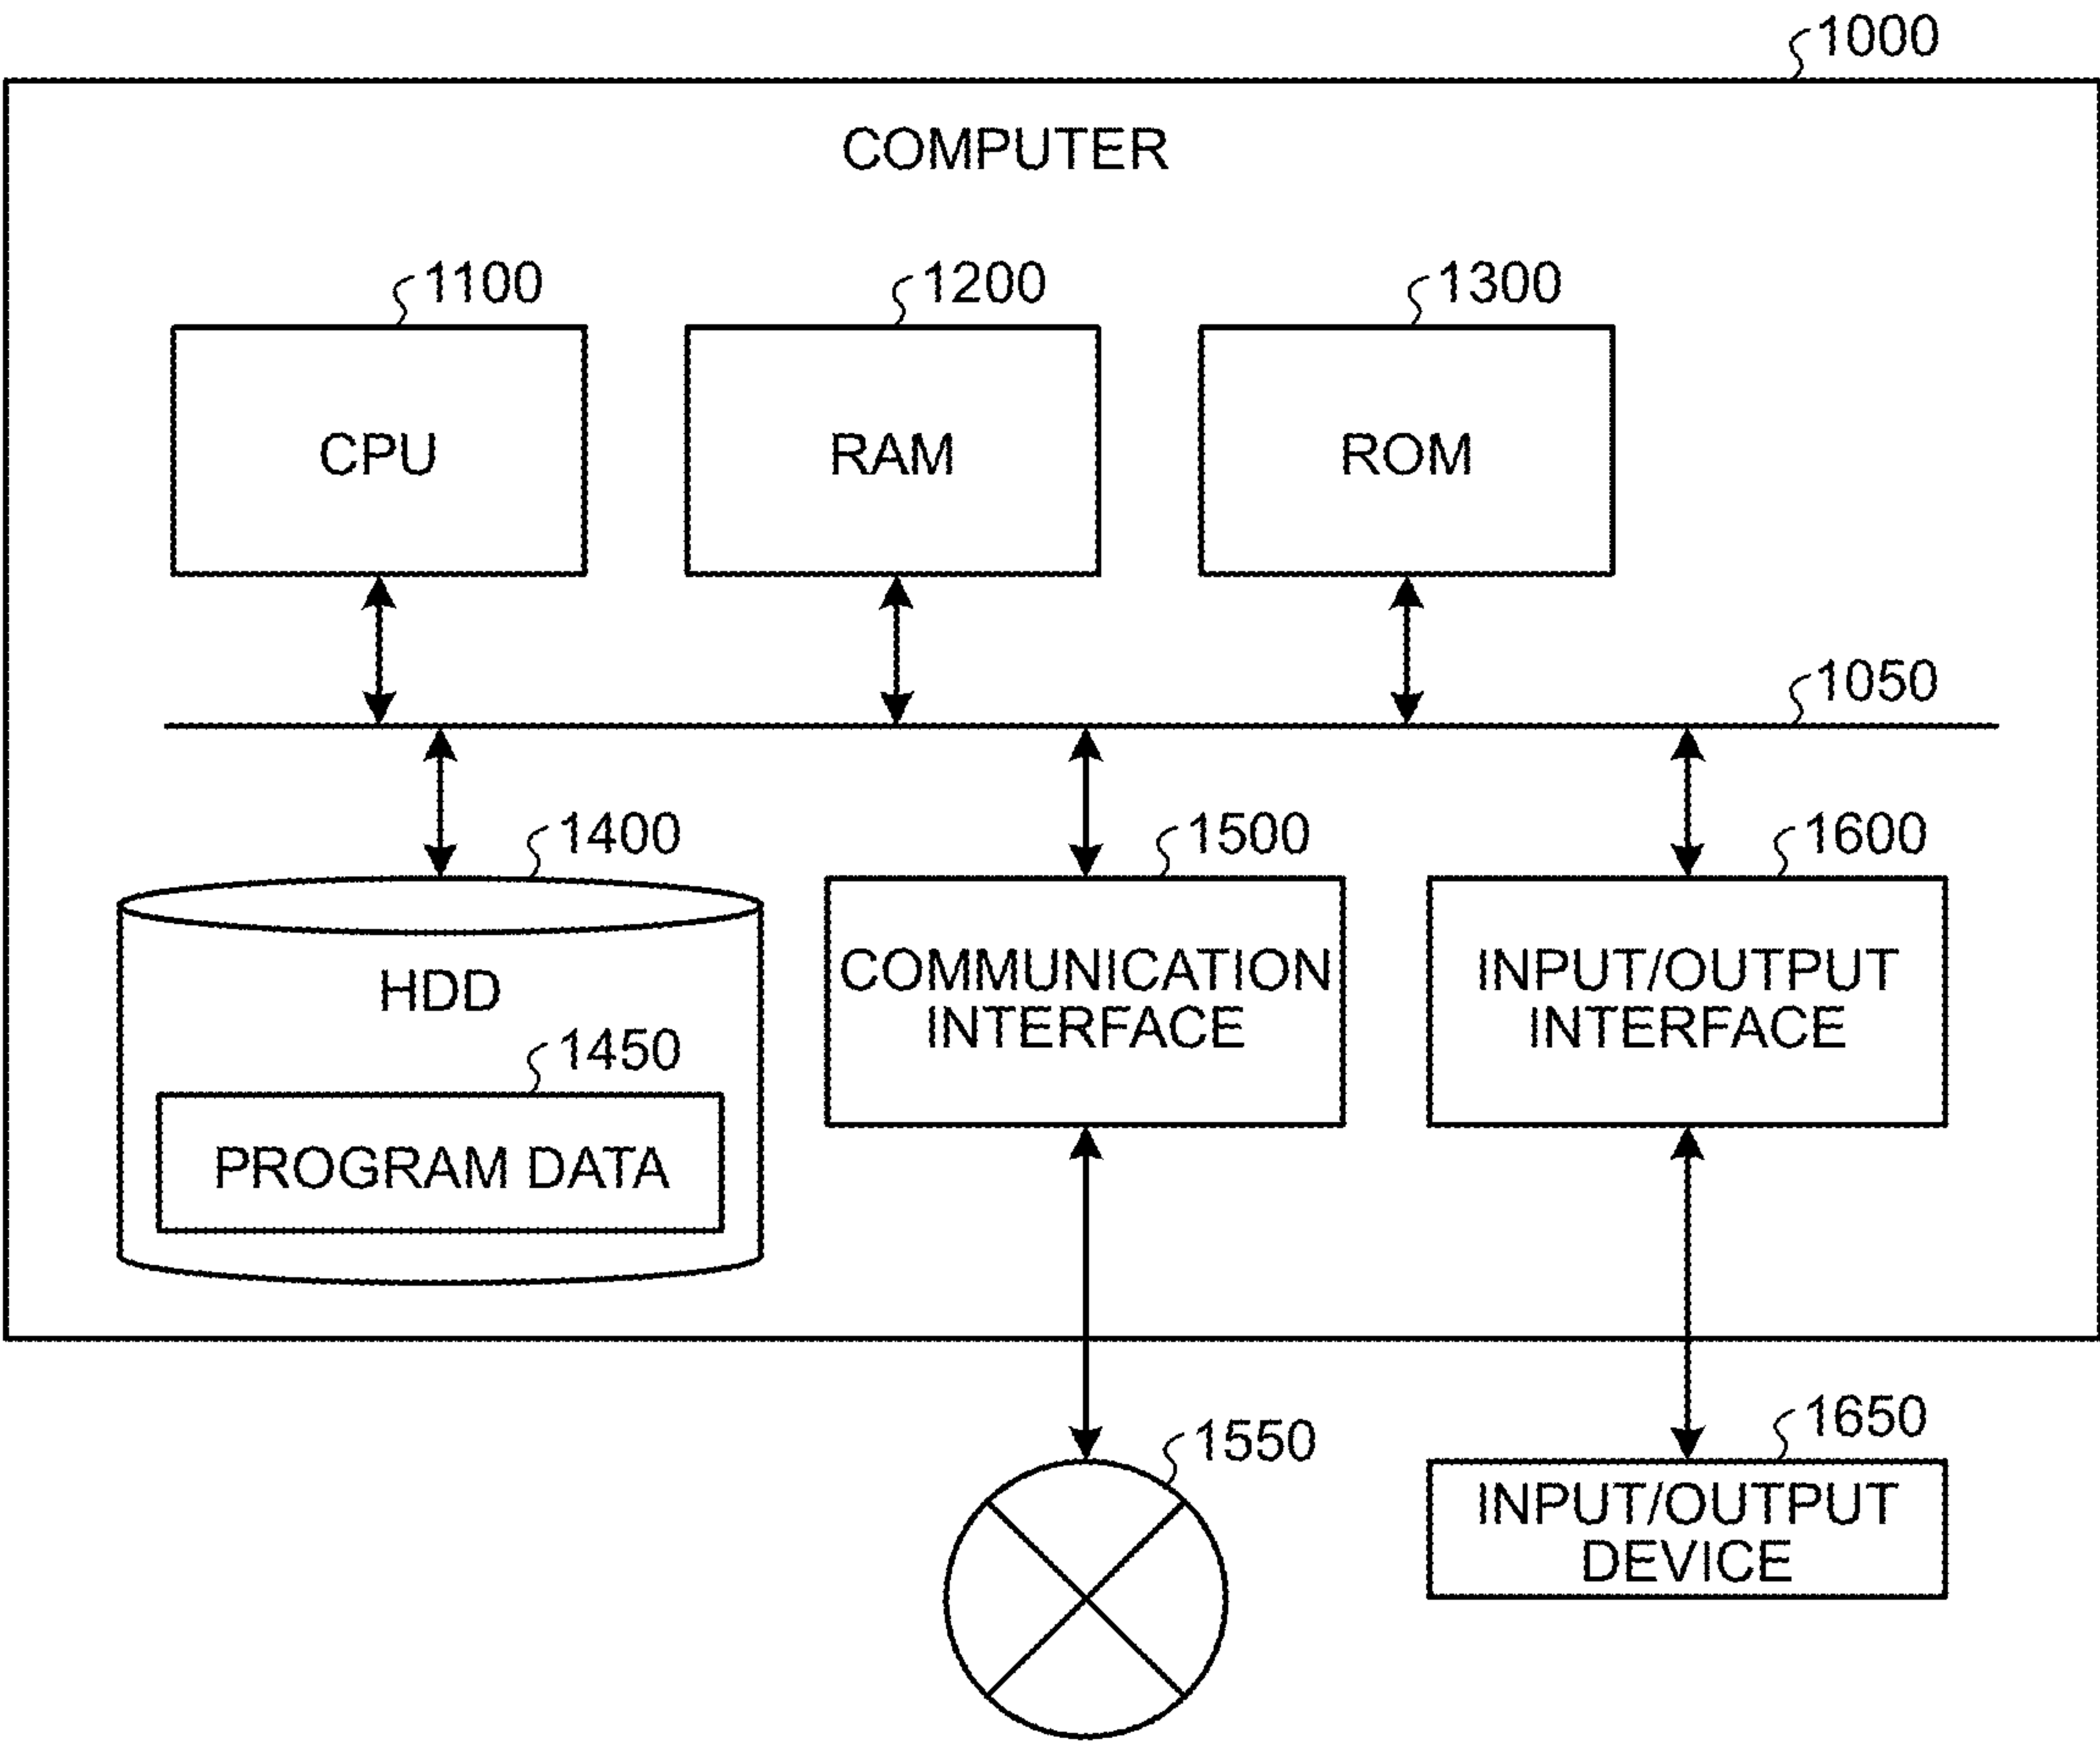 1000
COMPUTER
1100
1200
1300
CPU
RAM
ROM
1050
1400
1500
1600
HDD
COMMUNICATION
INTERFACE
INPUT/OUTPUT
INTERFACE
1450
PROGRAM DATA
1550
1650
INPUT/OUTPUT
DEVICE